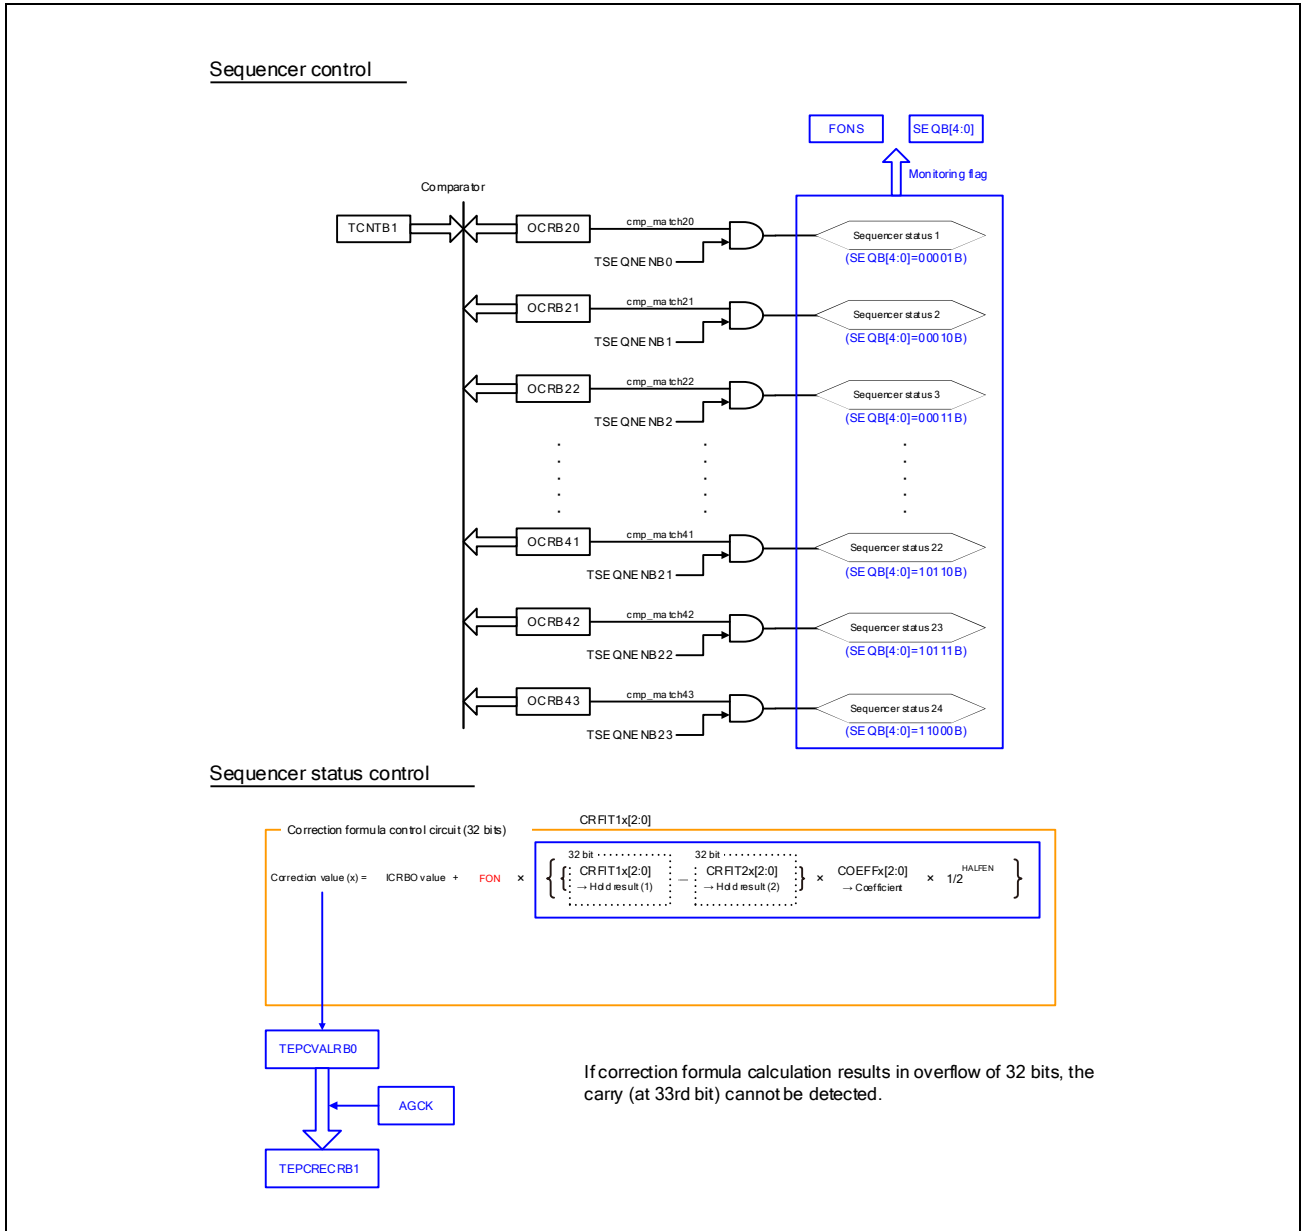 Sequencer control
FONS SEQB[4:0]
Monitoring flag
Comparator
TCNTB1 OCRB20 cmp_match20 Sequencer status 1
TSEQNENB0 (SEQB[4:0]=00001B)
OCRB21 cmp_match21 Sequencer status 2
TSEQNENB1 (SEQB[4:0]=00010B)
OCRB22 cmp_match22 Sequencer status 3
TSEQNENB2 (SEQB[4:0]=00011B)
OCRB41 cmp_match41 Sequencer status 22
TSEQNENB21 (SEQB[4:0]=10110B)
OCRB42 cmp_match42 Sequencer status 23
TSEQNENB22 (SEQB[4:0]=10111B)
OCRB43 cmp_match43 Sequencer status 24
TSEQNENB23 (SEQB[4:0]=11000B)
Sequencer status control
CRFIT1x[2:0]
Correction formula control circuit (32 bits)
32 bit 32 bit
Correction value (x) = ICRBO value + FON × { { CRFIT1x[2:0] — CRFIT2x[2:0] } × COEFFx[2:0] × 1/2 HALFEN }
→ Hold result (1) → Hold result (2) → Coefficient
TEPCVALRB0
If correction formula calculation results in overflow of 32 bits, the
carry (at 33rd bit) cannot be detected.
AGCK
TEPCRECRB1